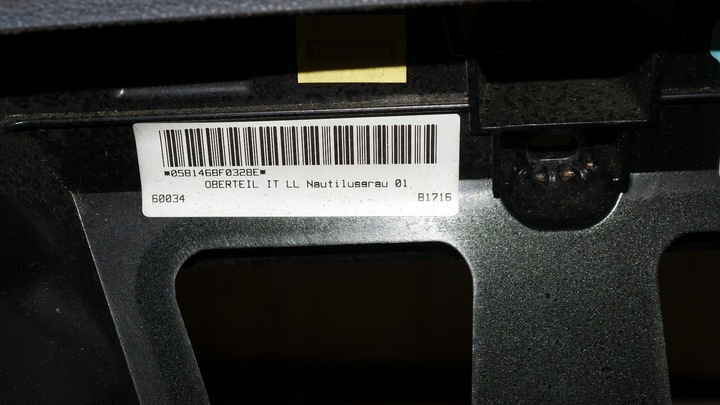 *05B146BF032BE*
OBERTEIL IT LL Nautilusgrau 01
60034 B1716